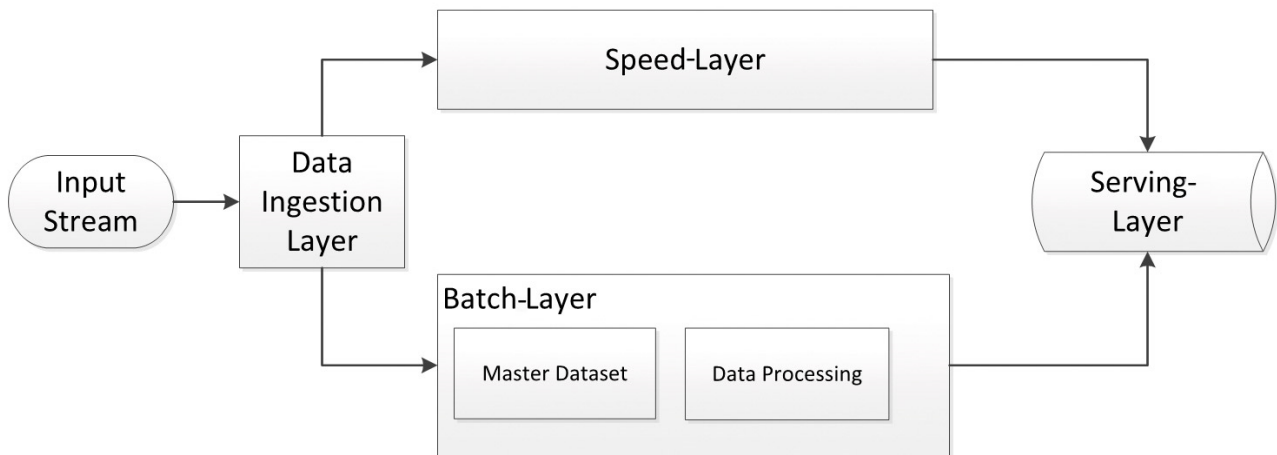 Speed-Layer
Input
Stream
Data
Ingestion
Layer
Serving-
Layer
Batch-Layer
Master Dataset
Data Processing